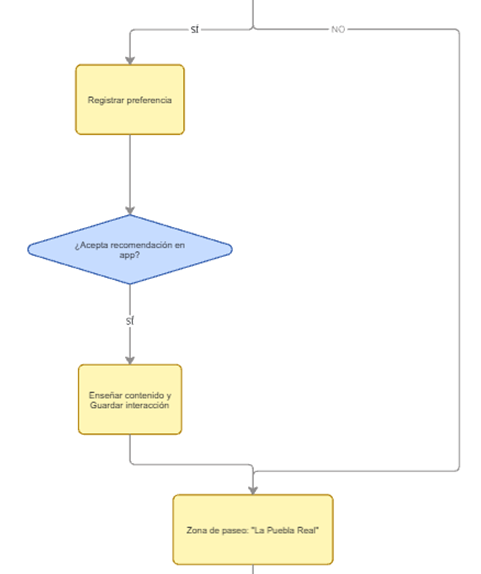 SÍ
NO
Registrar preferencia
¿Acepta recomendación en
app?
SÍ
Enseñar contenido y
Guardar interacción
Zona de paseo: "La Puebla Real"